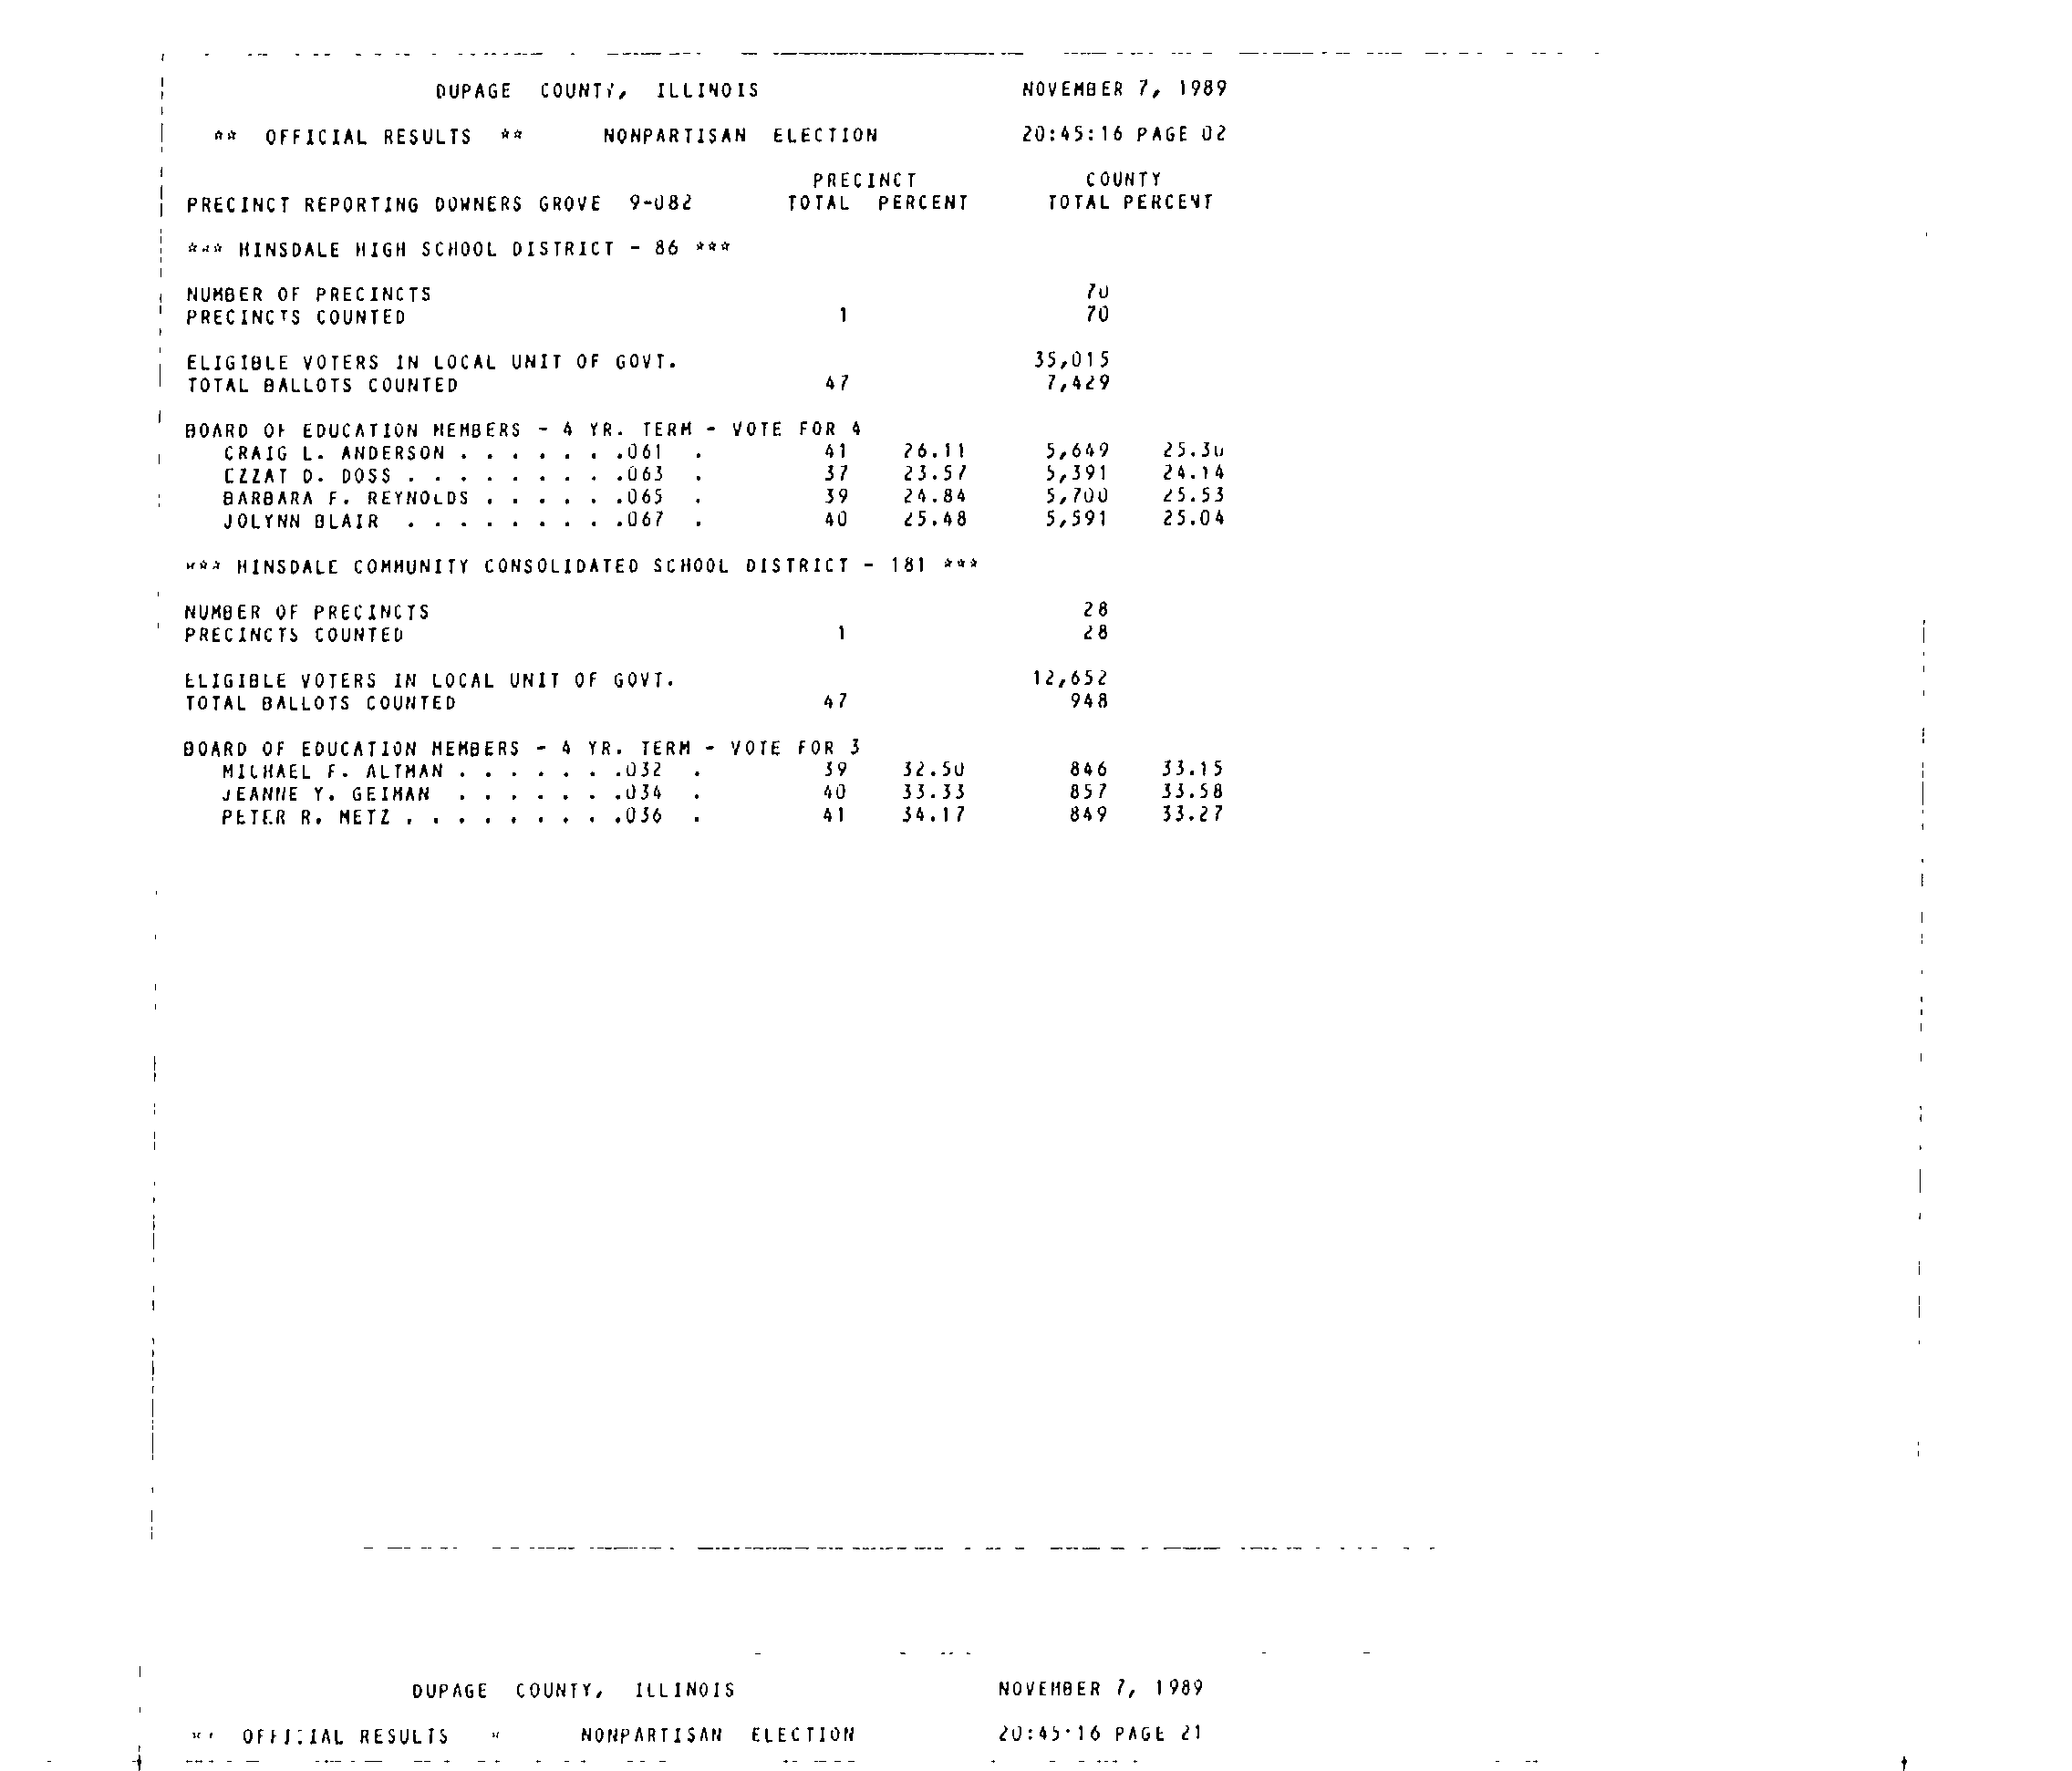 DUPAGE COUNTY, ILLINOIS NOVEMBER 7, 1989
** OFFICIAL RESULTS ** NONPARTISAN ELECTION 20:45:16 PAGE 02
PRECINCT COUNTY
PRECINCT REPORTING DOWNERS GROVE 9-082 TOTAL PERCENT TOTAL PERCENT
*** HINSDALE HIGH SCHOOL DISTRICT - 86 ***
NUMBER OF PRECINCTS 70
PRECINCTS COUNTED 1 70
ELIGIBLE VOTERS IN LOCAL UNIT OF GOVT. 35,015
TOTAL BALLOTS COUNTED 47 7,429
BOARD OF EDUCATION MEMBERS - 4 YR. TERM - VOTE FOR 4
CRAIG L. ANDERSON . . . . . . .061 . 41 26.11 5,649 25.30
EZZAT D. DOSS . . . . . . . . .063 . 37 23.57 5,391 24.14
BARBARA F. REYNOLDS . . . . . .065 . 39 24.84 5,700 25.53
JOLYNN BLAIR . . . . . . . . .067 . 40 25.48 5,591 25.04
*** HINSDALE COMMUNITY CONSOLIDATED SCHOOL DISTRICT - 181 ***
NUMBER OF PRECINCTS 28
PRECINCTS COUNTED 1 28
ELIGIBLE VOTERS IN LOCAL UNIT OF GOVT. 12,652
TOTAL BALLOTS COUNTED 47 948
BOARD OF EDUCATION MEMBERS - 4 YR. TERM - VOTE FOR 3
MICHAEL F. ALTMAN . . . . . . .032 . 39 32.50 846 33.15
JEANNE Y. GEIMAN . . . . . . .034 . 40 33.33 857 33.58
PETER R. METZ . . . . . . . . .036 . 41 34.17 849 33.27
DUPAGE COUNTY, ILLINOIS NOVEMBER 7, 1989
OFFICIAL RESULTS NONPARTISAN ELECTION 20:45:16 PAGE 21